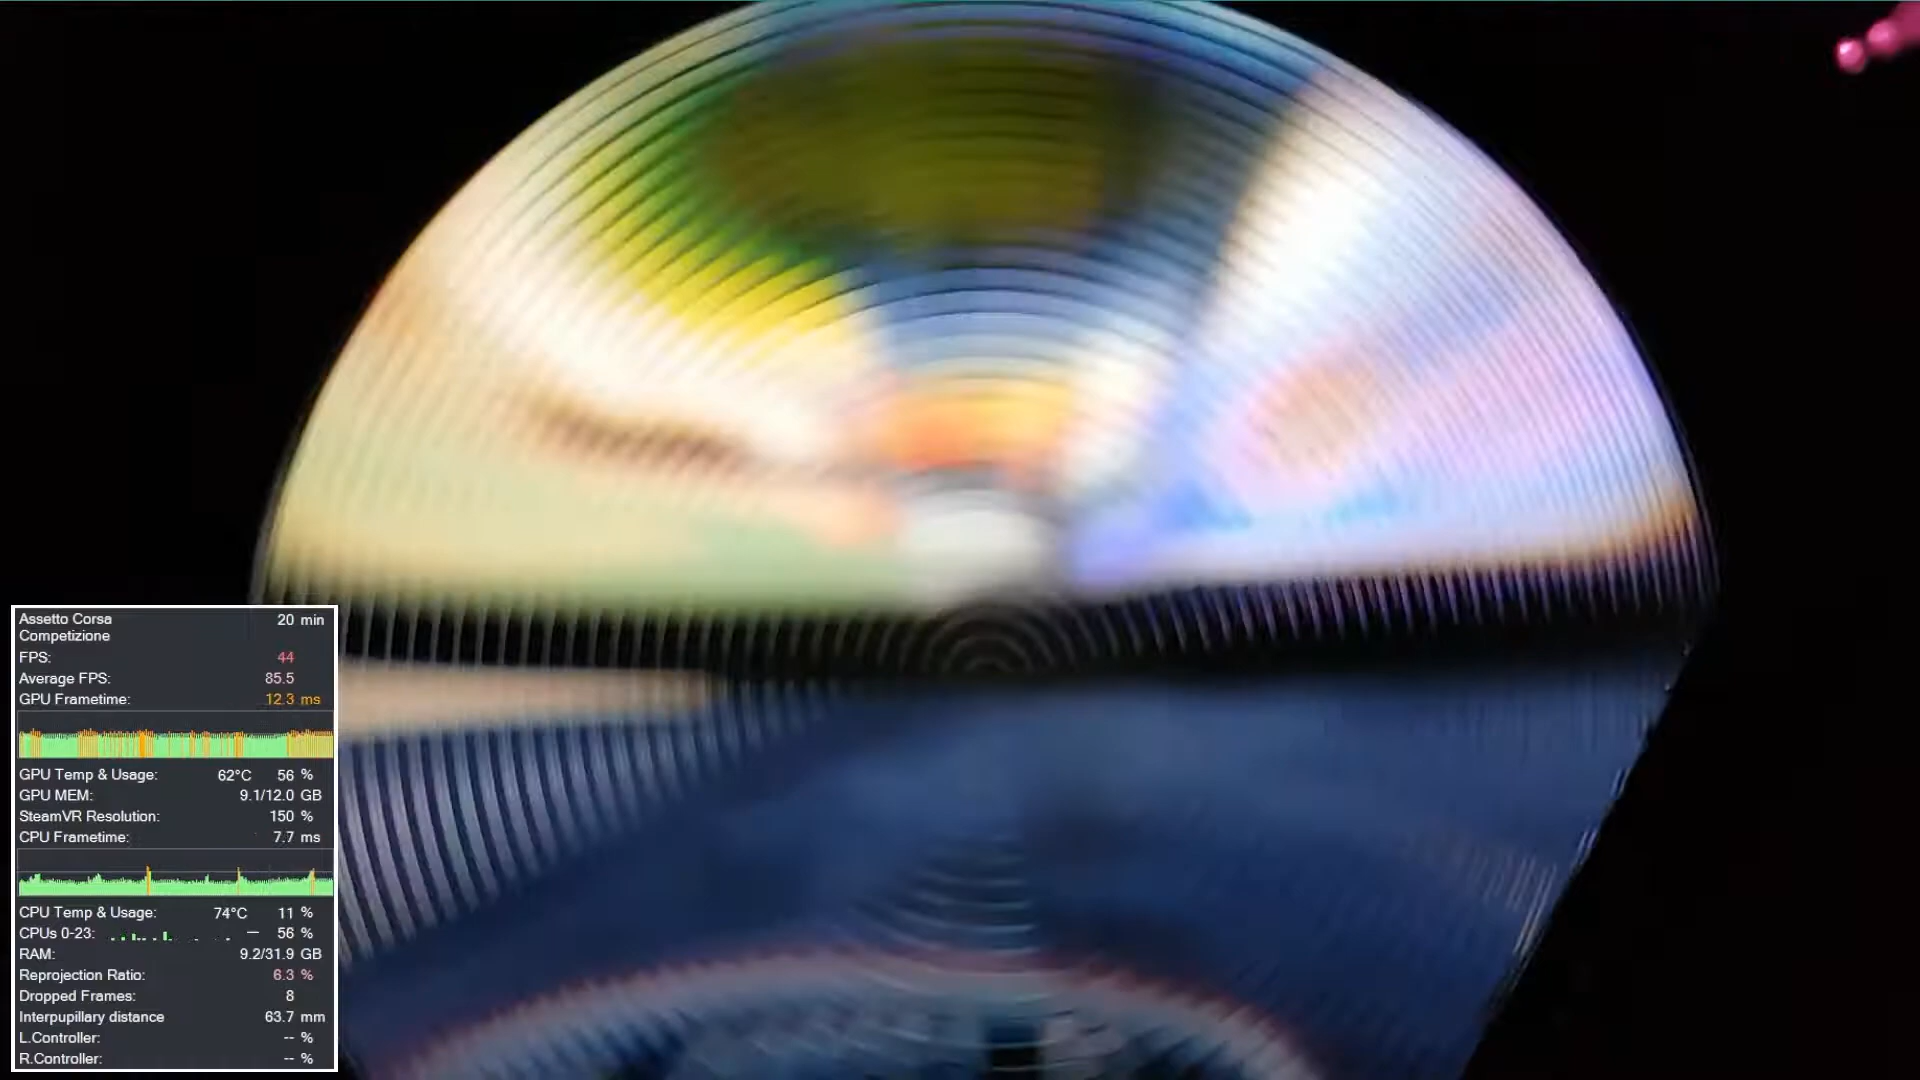 Assetto Corsa 20 min
Competizione
FPS: 44
Average FPS: 85.5
GPU Frametime: 12.3 ms
GPU Temp & Usage: 62°C 56 %
GPU MEM: 9.1/12.0 GB
SteamVR Resolution: 150 %
CPU Frametime: 7.7 ms
CPU Temp & Usage: 74°C 11 %
CPUs 0-23: 56 %
RAM: 9.2/31.9 GB
Reprojection Ratio: 6.3 %
Dropped Frames: 8
Interpupillary distance 63.7 mm
L.Controller: -- %
R.Controller: -- %